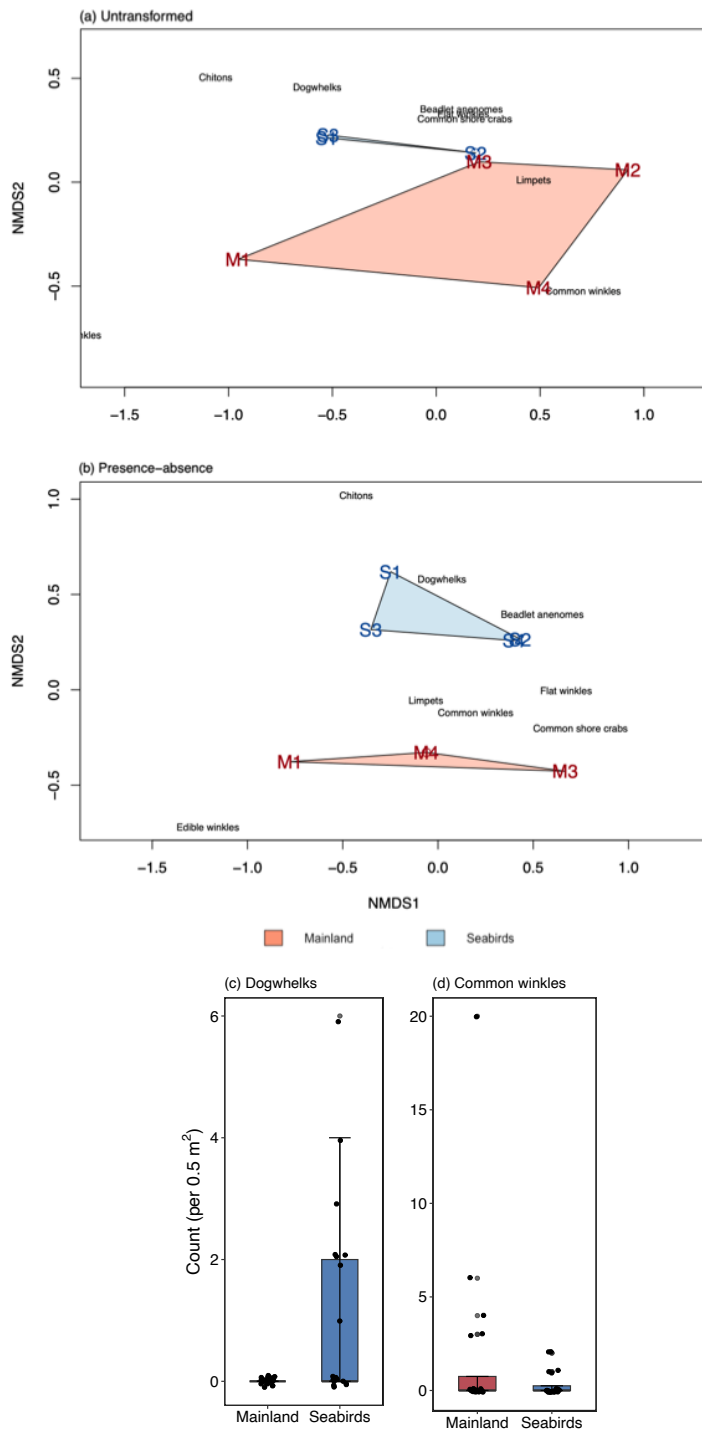 (a) Untransformed
0.5
0.0
−0.5
NMDS2
Chitons
Dogwhelks
Beadlet anenomes
Flat winkles
Common shore crabs
S2
M3
M2
Limpets
M1
M4
Common winkles
nkles
−1.5 −1.0 −0.5 0.0 0.5 1.0
(b) Presence−absence
1.0
0.5
0.0
−0.5
NMDS2
Chitons
S1
Dogwhelks
Beadlet anenomes
S3
Flat winkles
Limpets
Common winkles
Common shore crabs
M1
M4
M3
Edible winkles
−1.5 −1.0 −0.5 0.0 0.5 1.0
NMDS1
Mainland Seabirds
(c) Dogwhelks
6
4
2
0
Count (per 0.5 m²)
Mainland Seabirds
(d) Common winkles
20
15
10
5
0
Mainland Seabirds